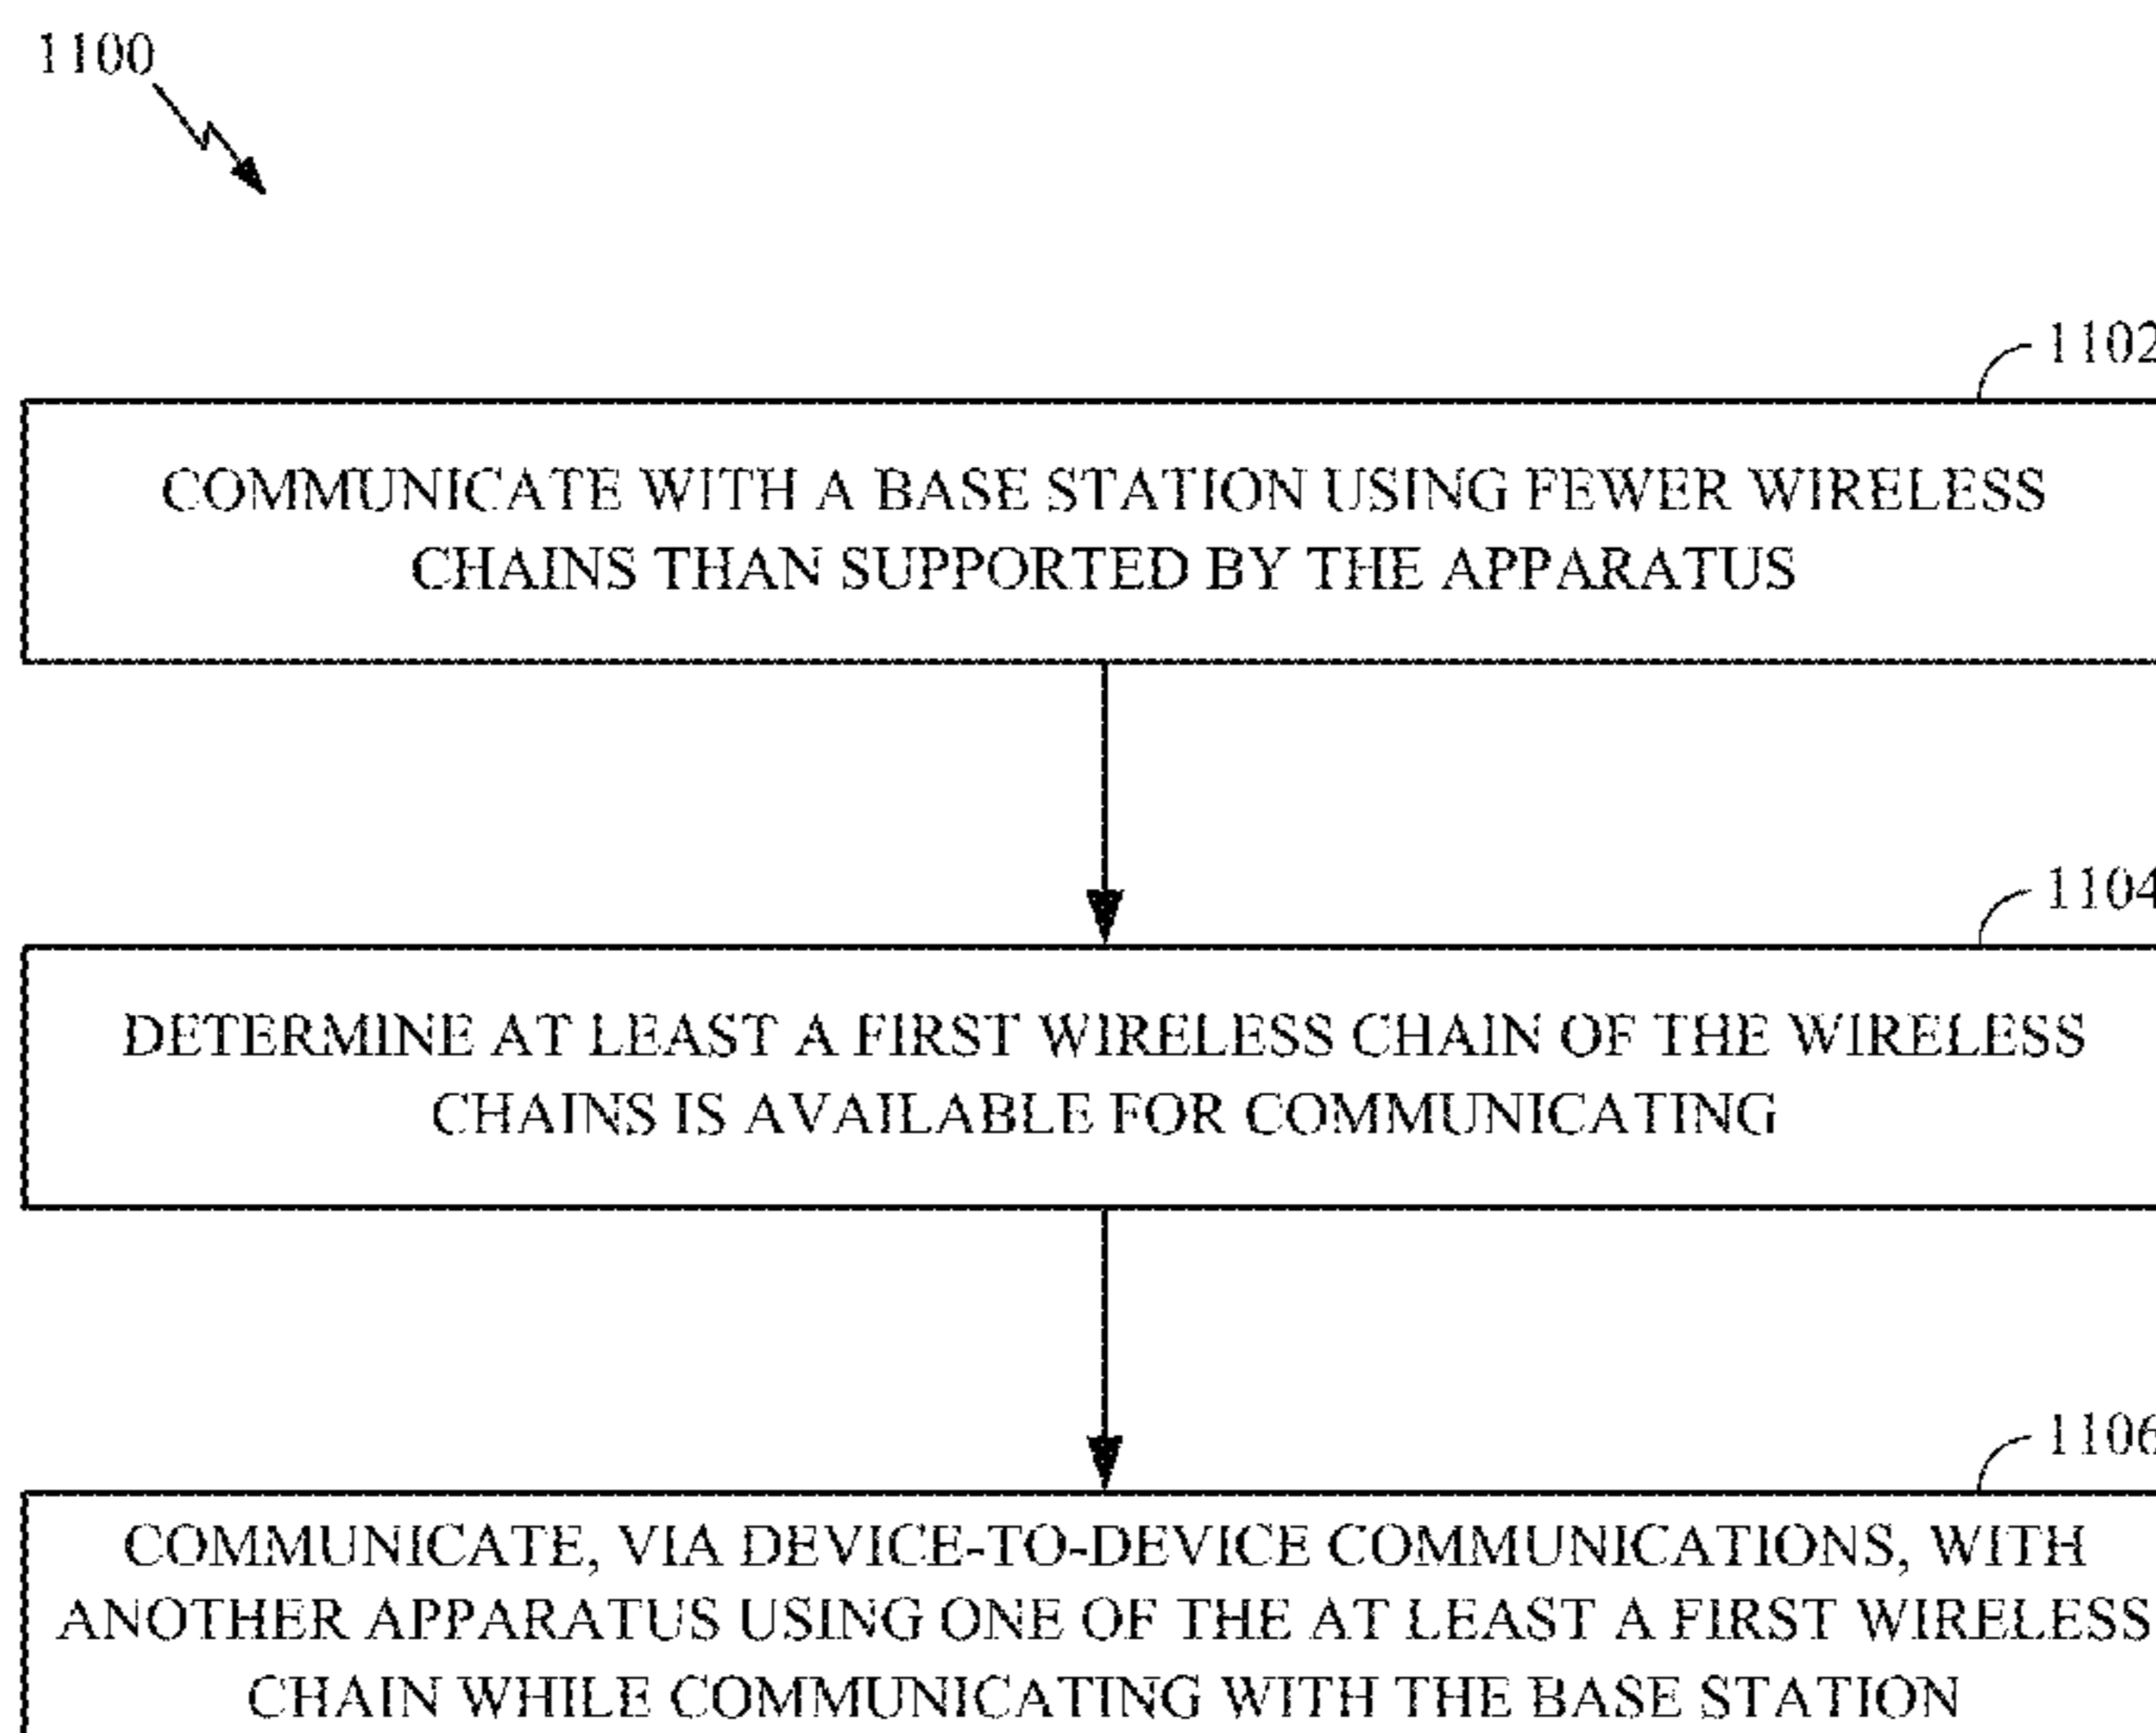 1100
1102
COMMUNICATE WITH A BASE STATION USING FEWER WIRELESS
CHAINS THAN SUPPORTED BY THE APPARATUS
1104
DETERMINE AT LEAST A FIRST WIRELESS CHAIN OF THE WIRELESS
CHAINS IS AVAILABLE FOR COMMUNICATING
1106
COMMUNICATE, VIA DEVICE-TO-DEVICE COMMUNICATIONS, WITH
ANOTHER APPARATUS USING ONE OF THE AT LEAST A FIRST WIRELESS
CHAIN WHILE COMMUNICATING WITH THE BASE STATION